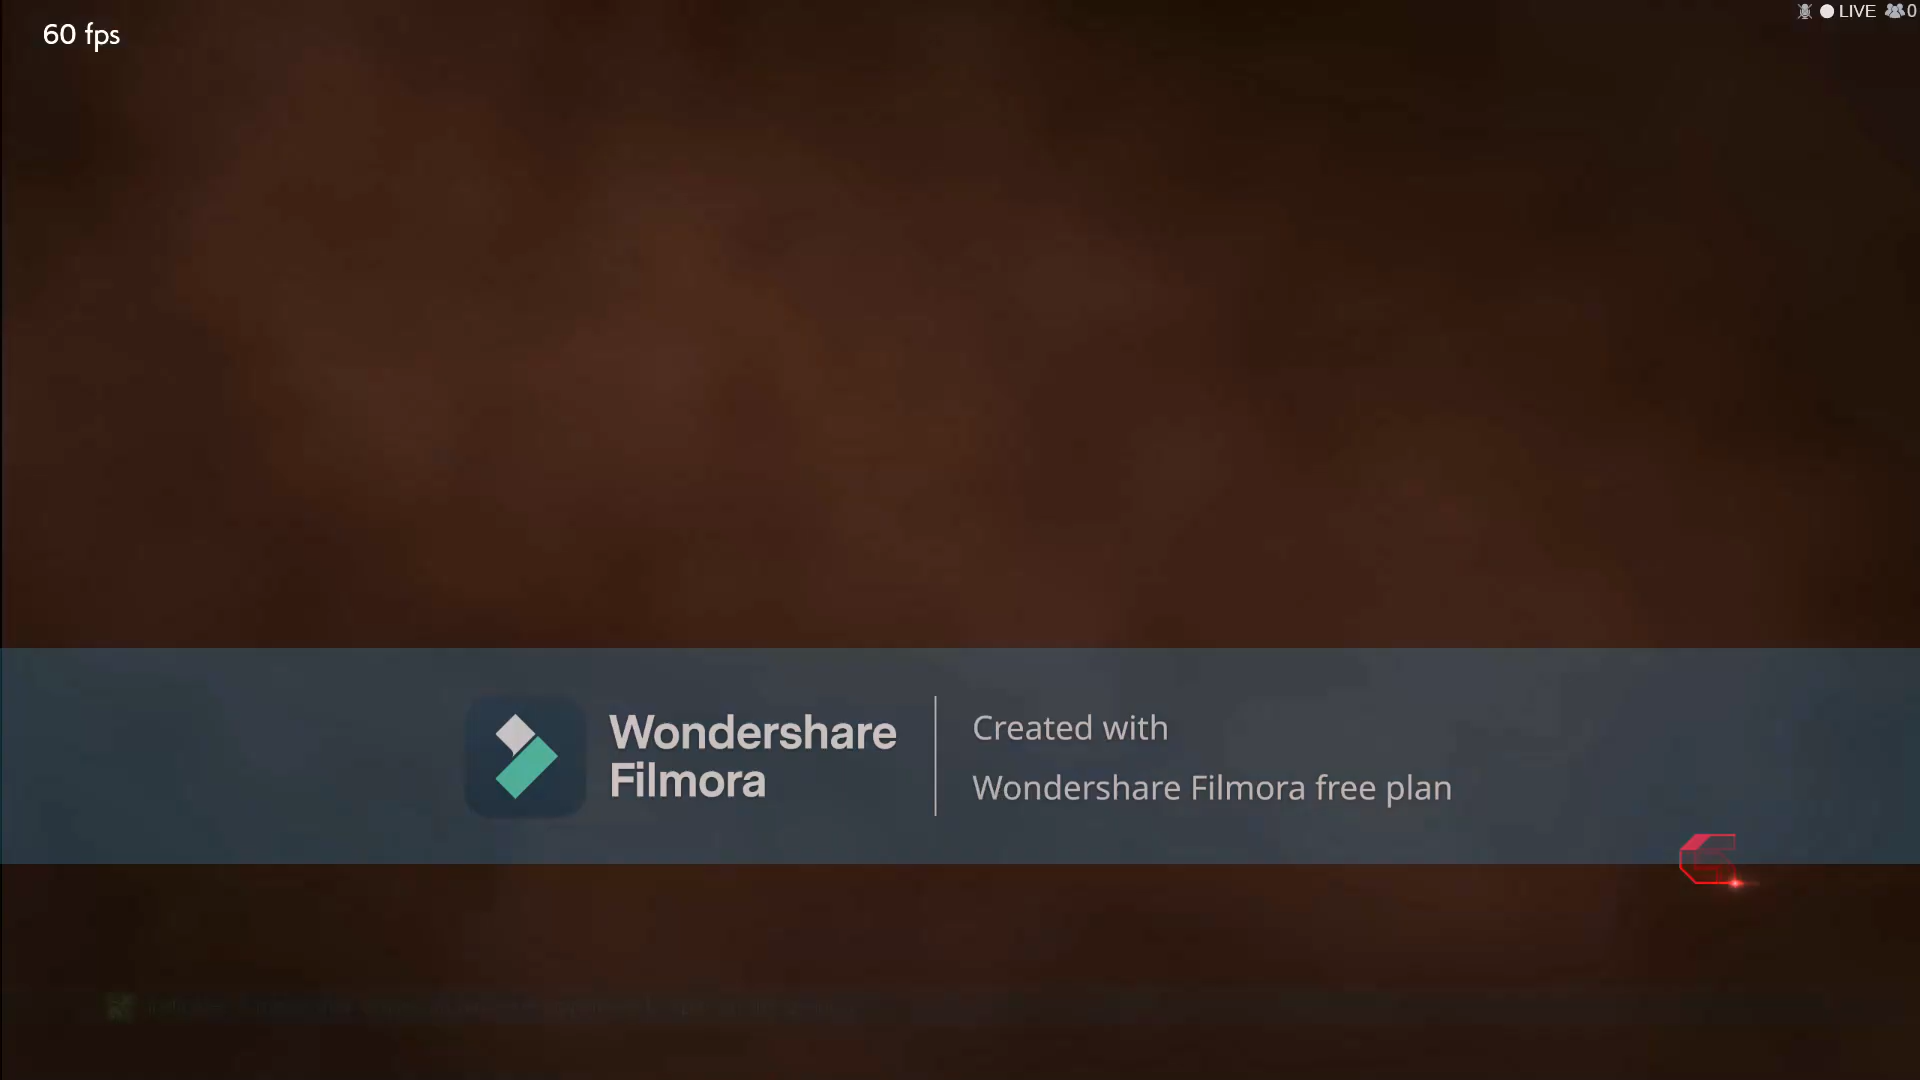 60 fps
LIVE 0
Wondershare
Filmora
Created with
Wondershare Filmora free plan